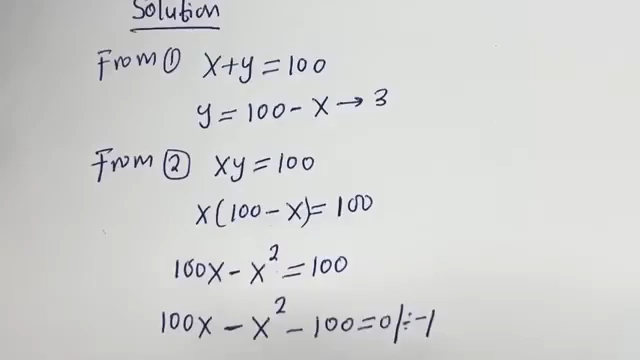 Solution
From ① x+y=100
y = 100 - x → 3
From ② xy=100
x(100-x)= 100
100x - x² = 100
100x - x² - 100 = 0/÷-1